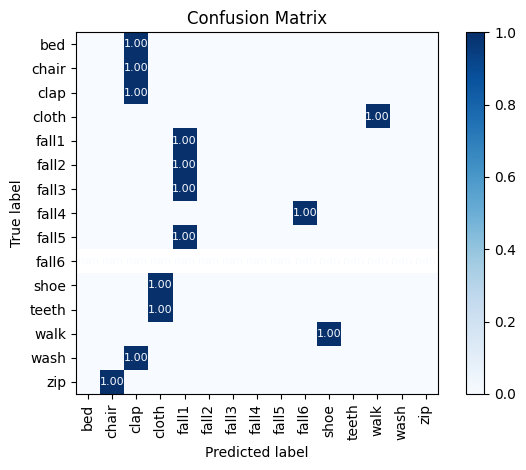 Confusion Matrix
bed 1.00
chair 1.00
clap 1.00
cloth 1.00
fall1 1.00
fall2 1.00
fall3 1.00
fall4 1.00
fall5 1.00
fall6
shoe 1.00
teeth 1.00
walk 1.00
wash 1.00
zip 1.00
True label
bed chair clap cloth fall1 fall2 fall3 fall4 fall5 fall6 shoe teeth walk wash zip
Predicted label
1.0
0.8
0.6
0.4
0.2
0.0